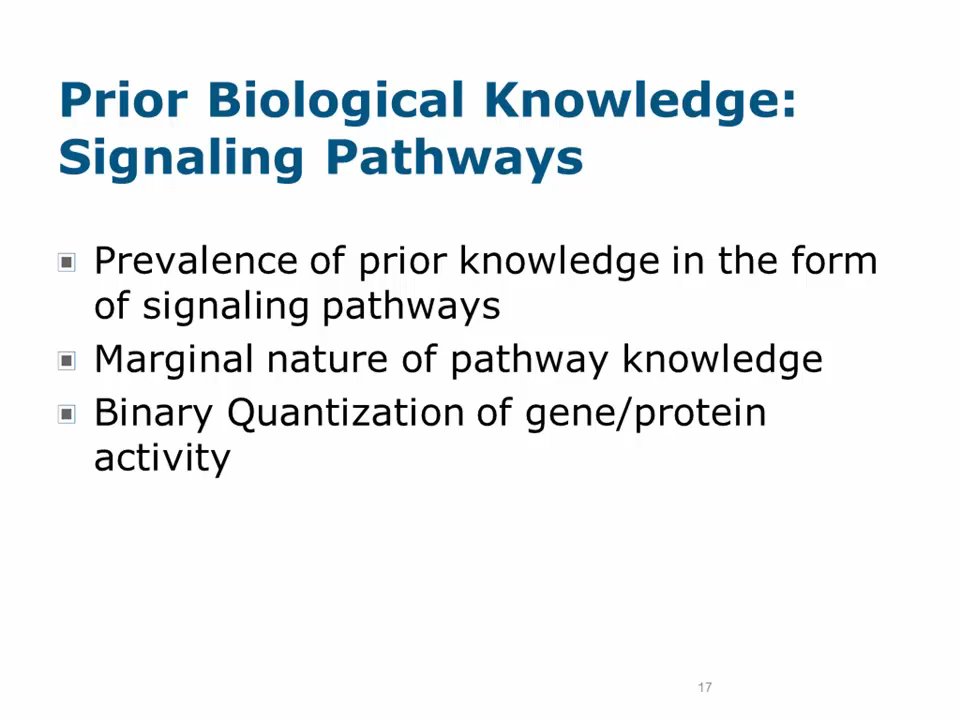 Prior Biological Knowledge:
Signaling Pathways
Prevalence of prior knowledge in the form
of signaling pathways
Marginal nature of pathway knowledge
Binary Quantization of gene/protein
activity
17